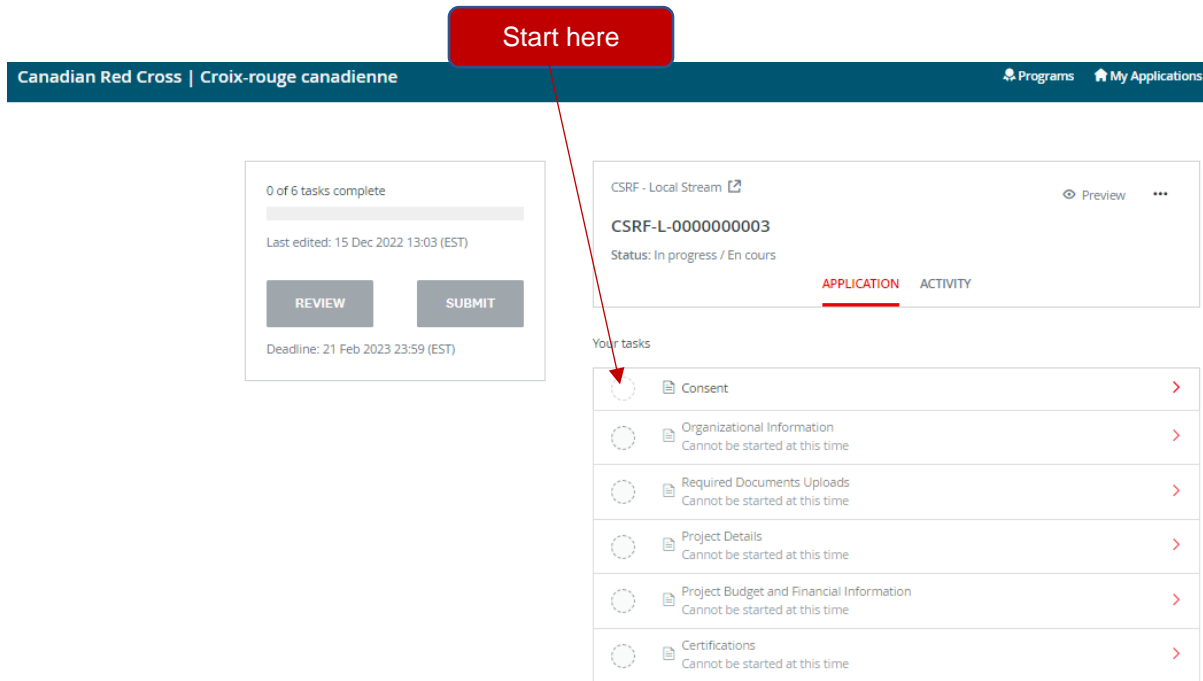 Start here
Canadian Red Cross | Croix-rouge canadienne
Programs
My Applications
0 of 6 tasks complete
Last edited: 15 Dec 2022 13:03 (EST)
REVIEW
SUBMIT
Deadline: 21 Feb 2023 23:59 (EST)
CSRF - Local Stream
Preview
CSRF-L-0000000003
Status: In progress / En cours
APPLICATION
ACTIVITY
Your tasks
Consent
Organizational Information
Cannot be started at this time
Required Documents Uploads
Cannot be started at this time
Project Details
Cannot be started at this time
Project Budget and Financial Information
Cannot be started at this time
Certifications
Cannot be started at this time